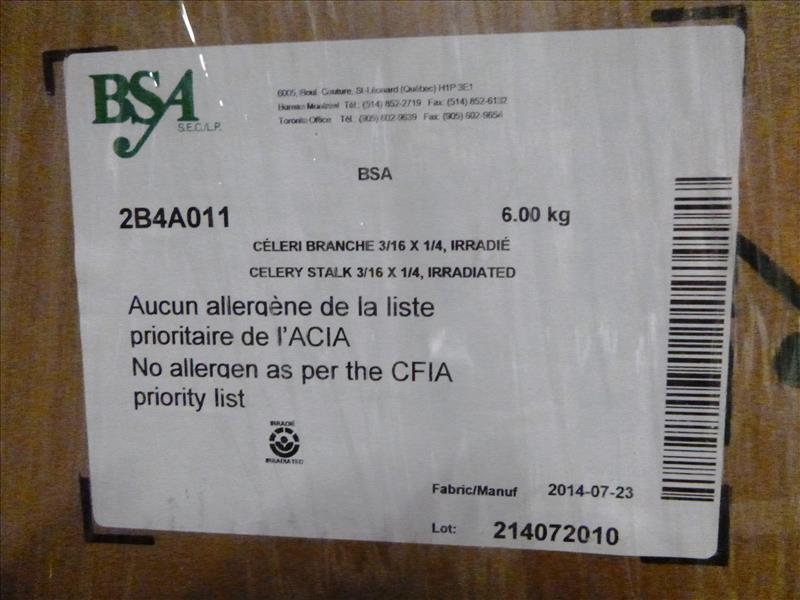 BSA
S.E.C./L.P.
6005, Boul. Couture, St-Léonard (Québec) H1P 3E1
Bureau Montreal Tél.: (514) 852-2719 Fax: (514) 852-6132
Toronto Office Tél. (905) 602-9639 Fax: (905) 602-9654
BSA
2B4A011 6.00 kg
CÉLERI BRANCHE 3/16 X 1/4, IRRADIÉ
CELERY STALK 3/16 X 1/4, IRRADIATED
Aucun allergène de la liste
prioritaire de l'ACIA
No allergen as per the CFIA
priority list
IRRADIÉ
IRRADIATED
Fabric/Manuf 2014-07-23
Lot: 214072010